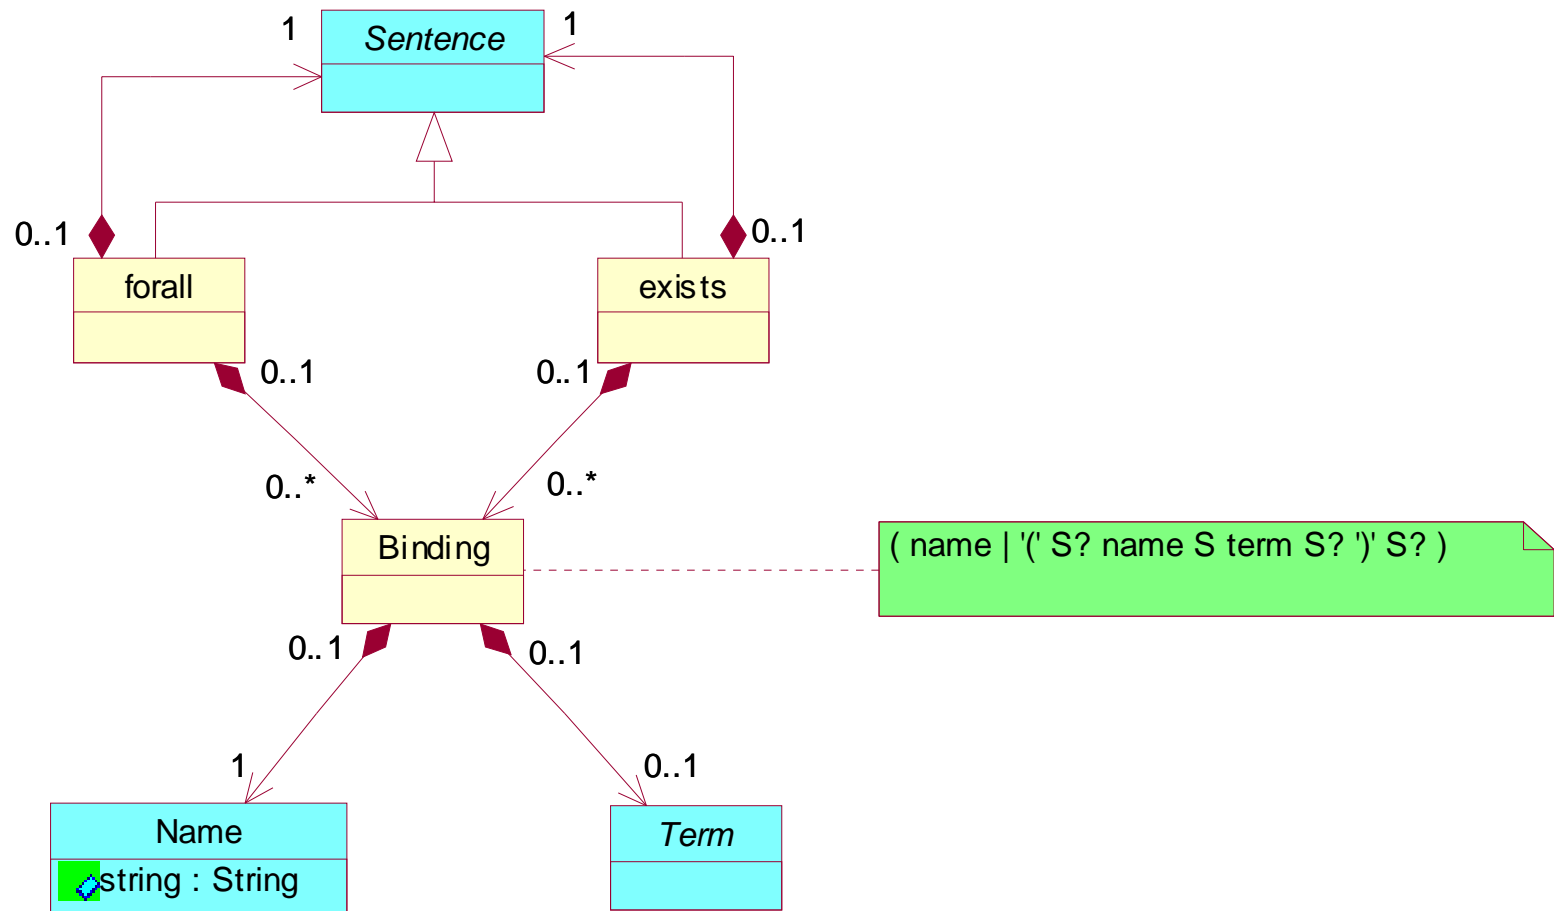 1
Sentence
1
0..1
0..1
forall
exists
0..1
0..1
0..*
0..*
Binding
( name | '(' S? name S term S? ')' S? )
0..1
0..1
1
0..1
Name
Term
string : String